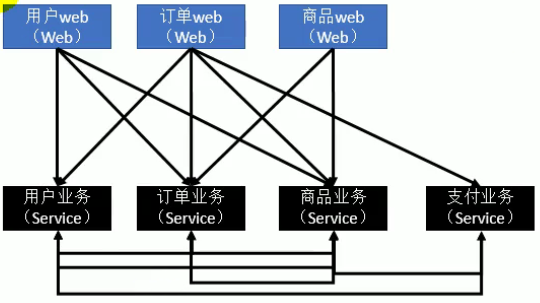 用户web
（Web）
订单web
（Web）
商品web
（Web）
用户业务
（Service）
订单业务
（Service）
商品业务
（Service）
支付业务
（Service）